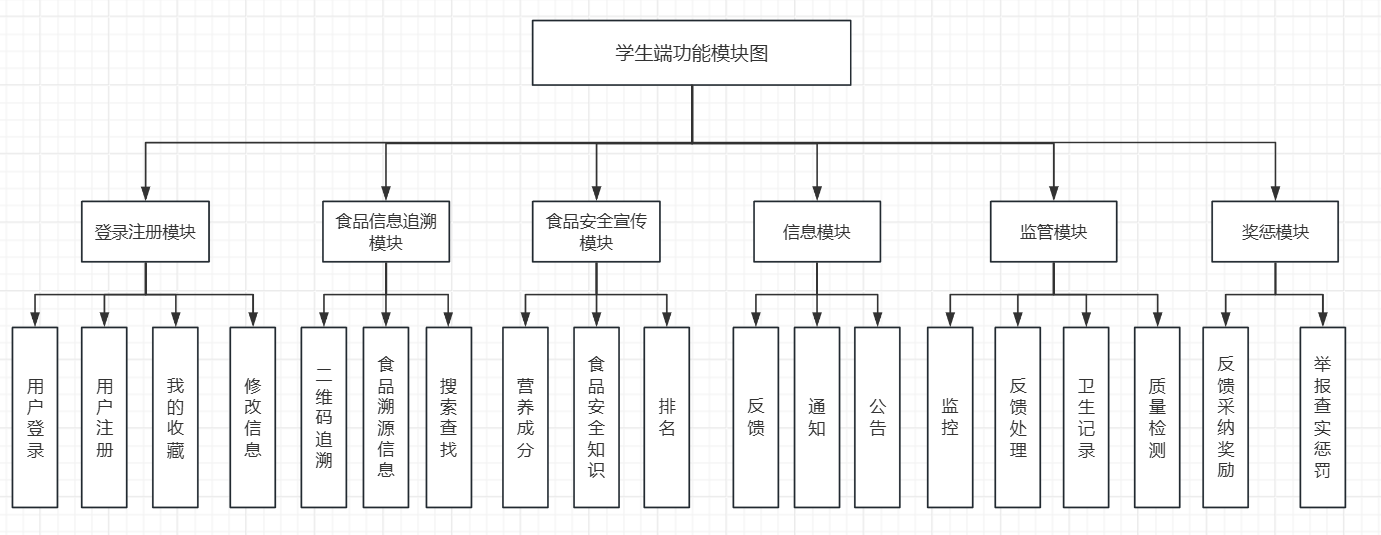 学生端功能模块图
登录注册模块
食品信息追溯
模块
食品安全宣传
模块
信息模块
监管模块
奖惩模块
用户登录
用户注册
我的收藏
修改信息
二维码追溯
食品溯源信息
搜索查找
营养成分
食品安全知识
排名
反馈
通知
公告
监控
反馈处理
卫生记录
质量检测
反馈采纳奖励
举报查实惩罚